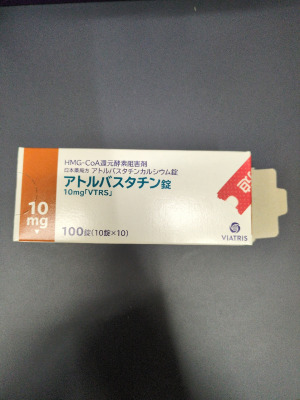 HMG-CoA還元酵素阻害剤
日本薬局方 アトルバスタチンカルシウム錠
アトルバスタチン錠
10mg「VTRS」
10
mg
100錠(10錠×10)
VIATRIS